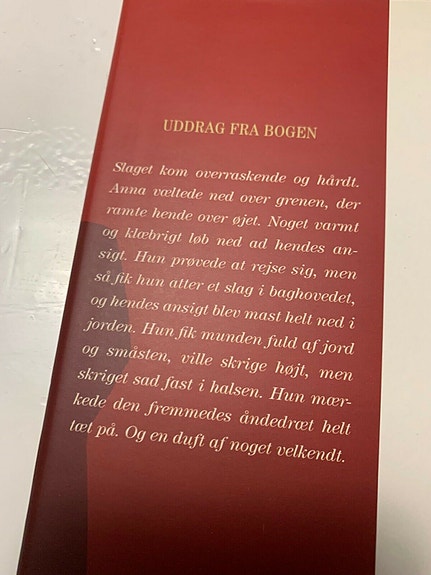 UDDRAG FRA BOGEN
Slaget kom overraskende og hårdt.
Anna væltede ned over grenen, der
ramte hende over øjet. Noget varmt
og klæbrigt løb ned ad hendes an-
sigt. Hun prøvede at rejse sig, men
så fik hun atter et slag i baghovedet,
og hendes ansigt blev mast helt ned i
jorden. Hun fik munden fuld af jord
og småsten, ville skrige højt, men
skriget sad fast i halsen. Hun mær-
kede den fremmedes åndedræt helt
tæt på. Og en duft af noget velkendt.